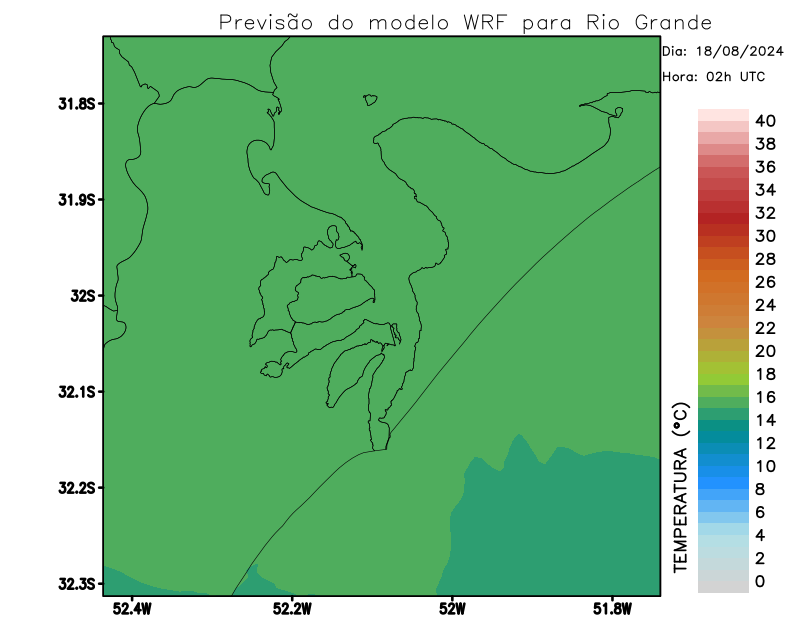 Previsão do modelo WRF para Rio Grande
Dia: 18/08/2024
Hora: 02h UTC
31.8S
31.9S
32S
32.1S
32.2S
32.3S
52.4W
52.2W
52W
51.8W
TEMPERATURA (°C)
40
38
36
34
32
30
28
26
24
22
20
18
16
14
12
10
8
6
4
2
0